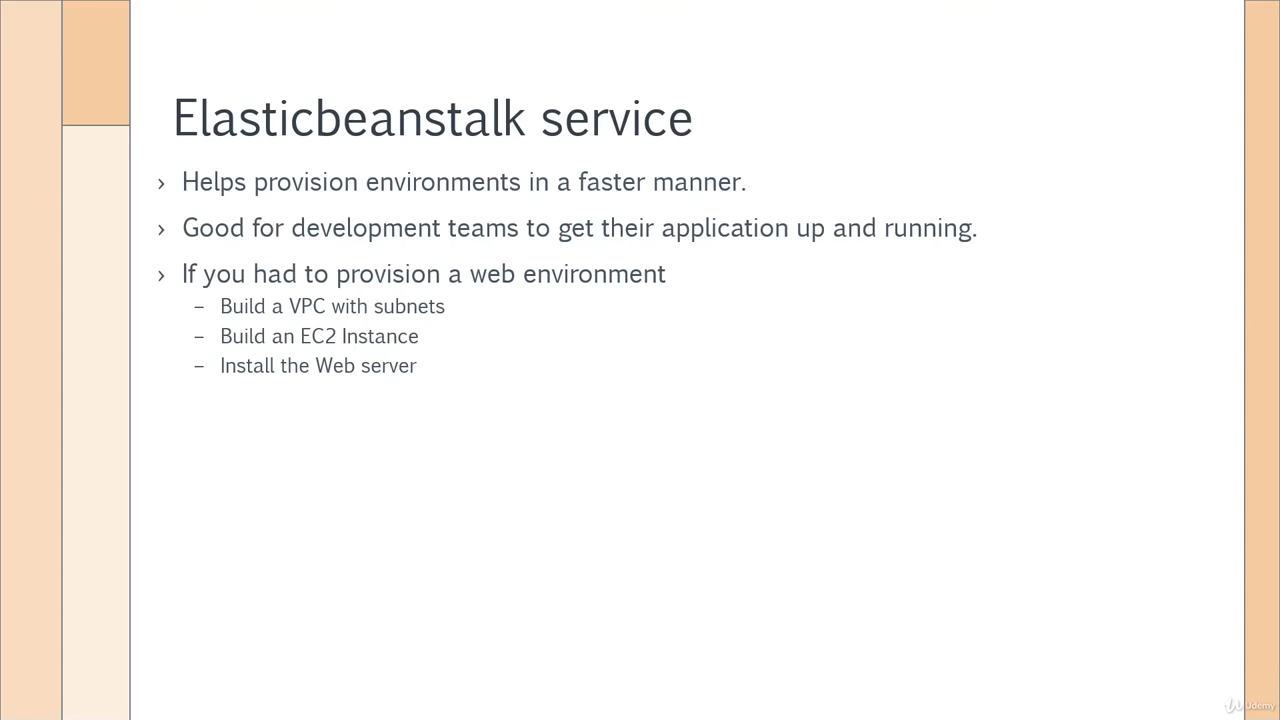 Elasticbeanstalk service
› Helps provision environments in a faster manner.
› Good for development teams to get their application up and running.
› If you had to provision a web environment
– Build a VPC with subnets
– Build an EC2 Instance
– Install the Web server
Udemy